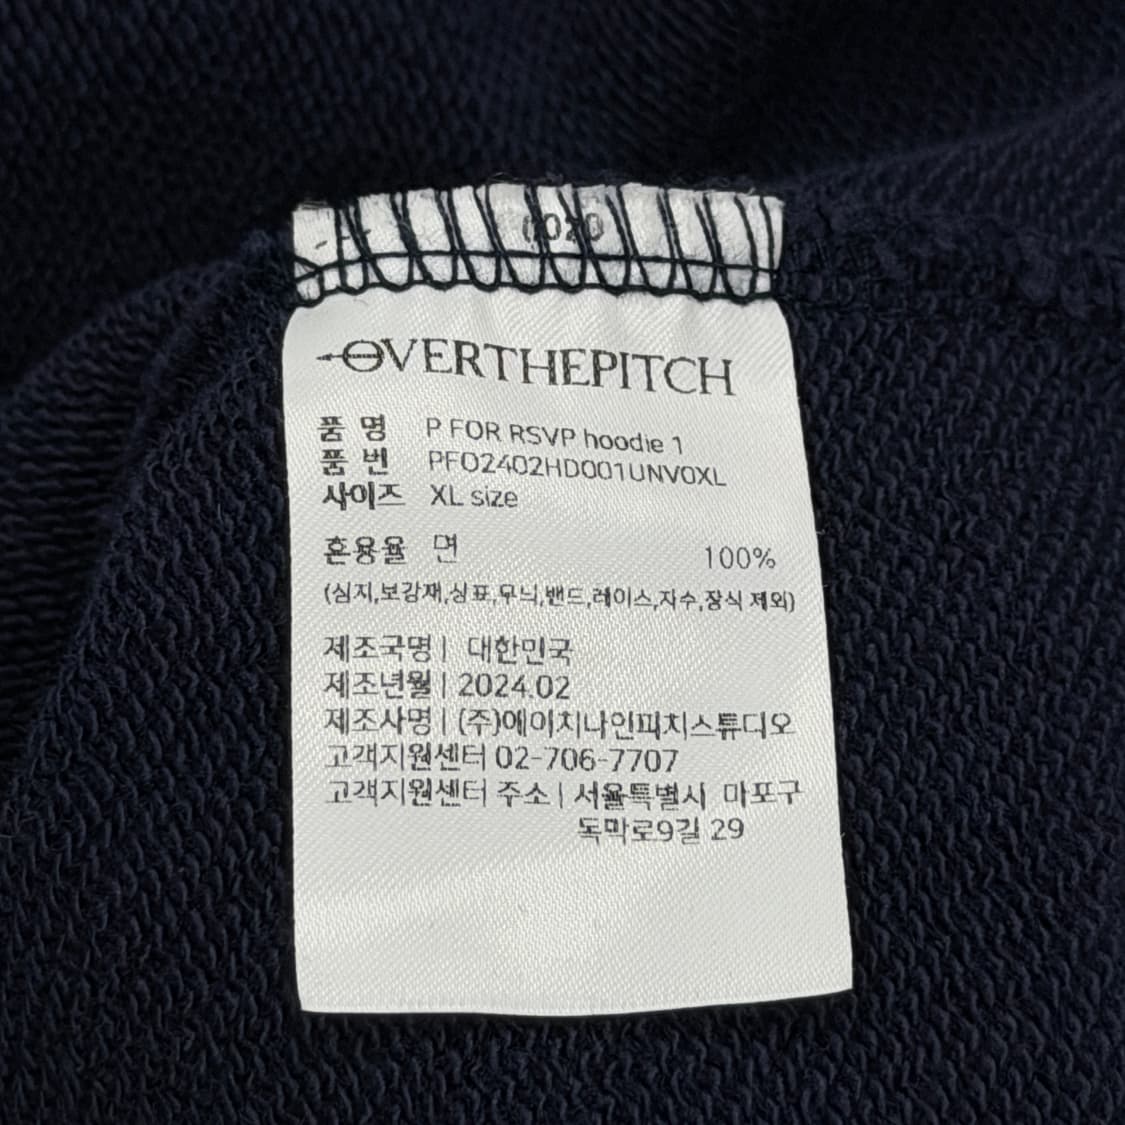 OVERTHEPITCH
품 명 P FOR RSVP hoodie 1
품 번 PFO2402HD001UNV0XL
사이즈 XL size
혼용율 면 100%
(심지,보강재,상표,무늬,밴드,레이스,자수,장식 제외)
제조국명 | 대한민국
제조년월 | 2024.02
제조사명 | (주)에이치나인피치스튜디오
고객지원센터 02-706-7707
고객지원센터 주소 | 서울특별시 마포구
독막로9길 29